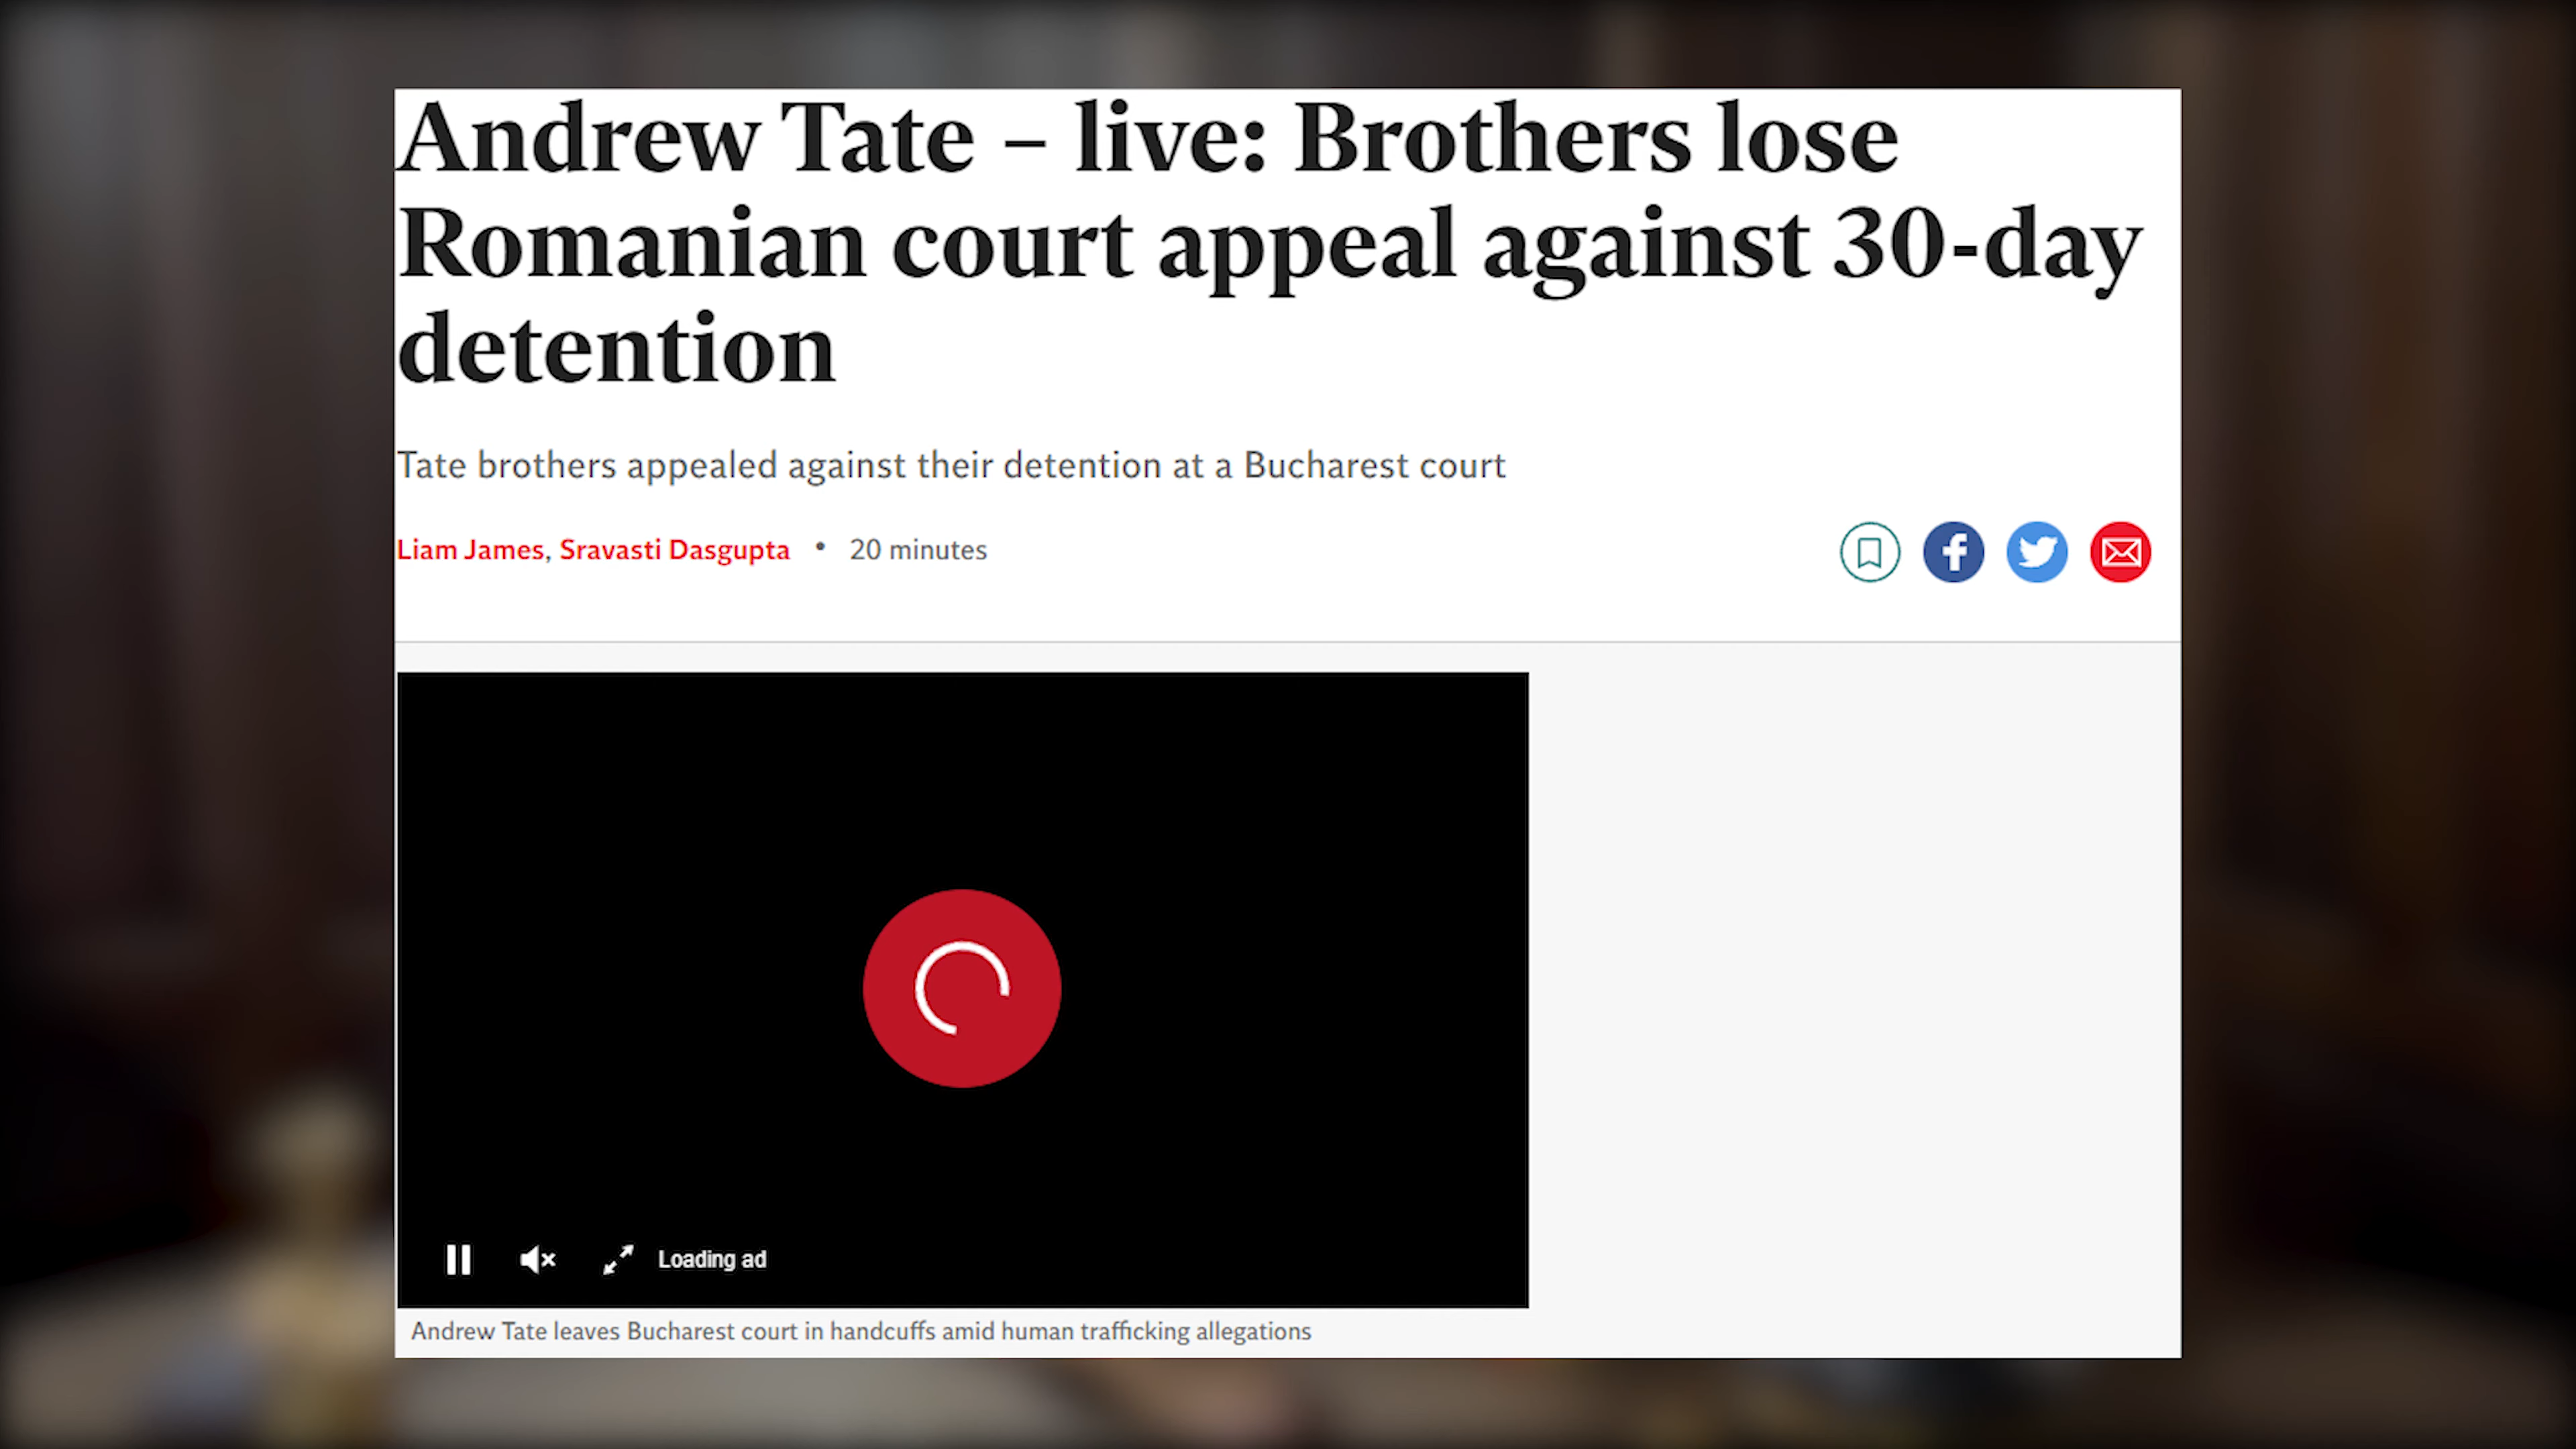 Andrew Tate – live: Brothers lose
Romanian court appeal against 30-day
detention
Tate brothers appealed against their detention at a Bucharest court
Liam James, Sravasti Dasgupta • 20 minutes
Loading ad
Andrew Tate leaves Bucharest court in handcuffs amid human trafficking allegations